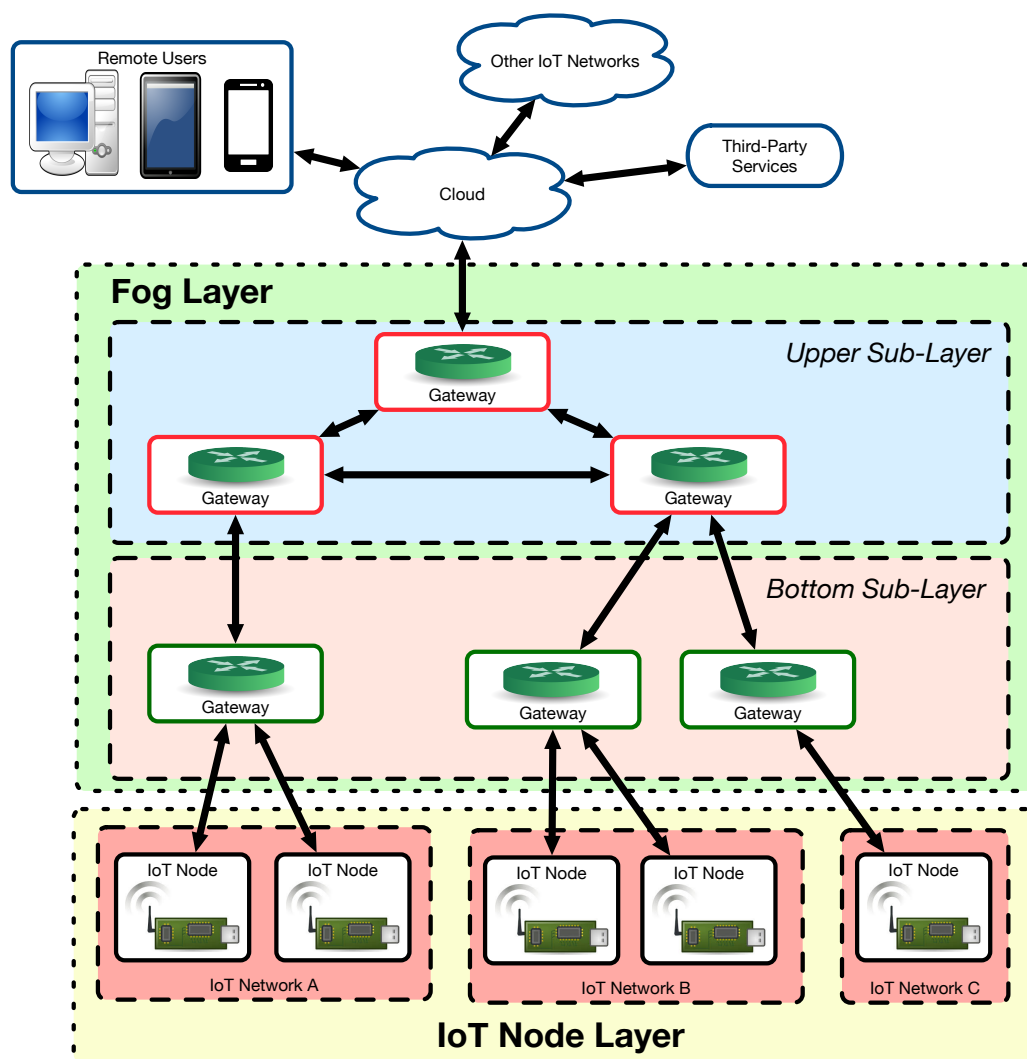 Remote Users
Other IoT Networks
Third-Party
Services
Cloud
Fog Layer
Upper Sub-Layer
Gateway
Gateway
Gateway
Bottom Sub-Layer
Gateway
Gateway
Gateway
IoT Node
IoT Node
IoT Node
IoT Node
IoT Node
IoT Network A
IoT Network B
IoT Network C
IoT Node Layer